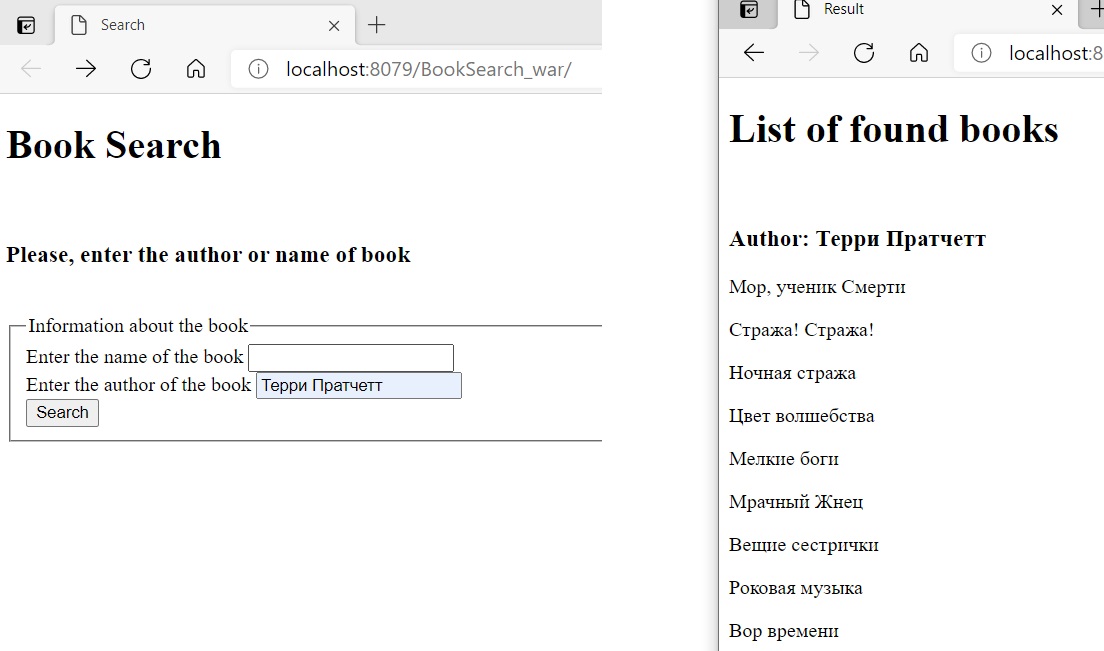 Search
localhost:8079/BookSearch_war/
Book Search
Please, enter the author or name of book
Information about the book
Enter the name of the book
Enter the author of the book Терри Пратчетт
Search
Result
localhost:8
List of found books
Author: Терри Пратчетт
Мор, ученик Смерти
Стража! Стража!
Ночная стража
Цвет волшебства
Мелкие боги
Мрачный Жнец
Вещие сестрички
Роковая музыка
Вор времени